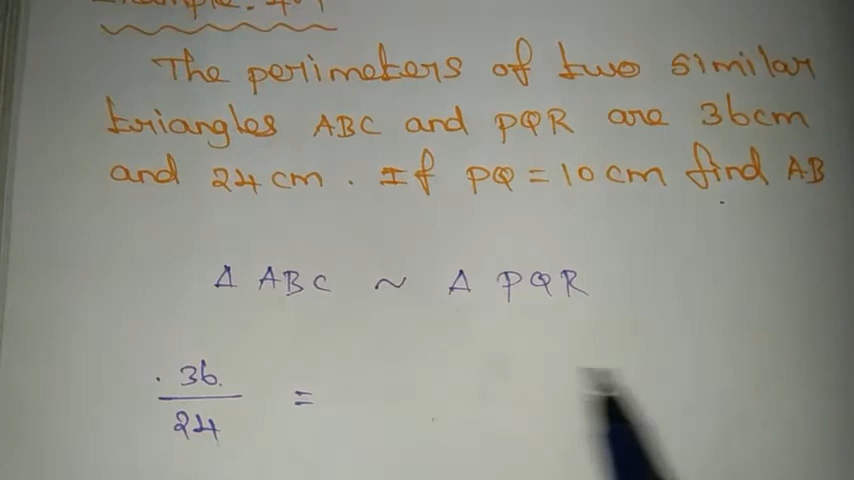 The perimeters of two similar
triangles ABC and PQR are 36cm
and 24 cm. If PQ = 10 cm find AB
Δ ABC ~ Δ PQR
36
=
24